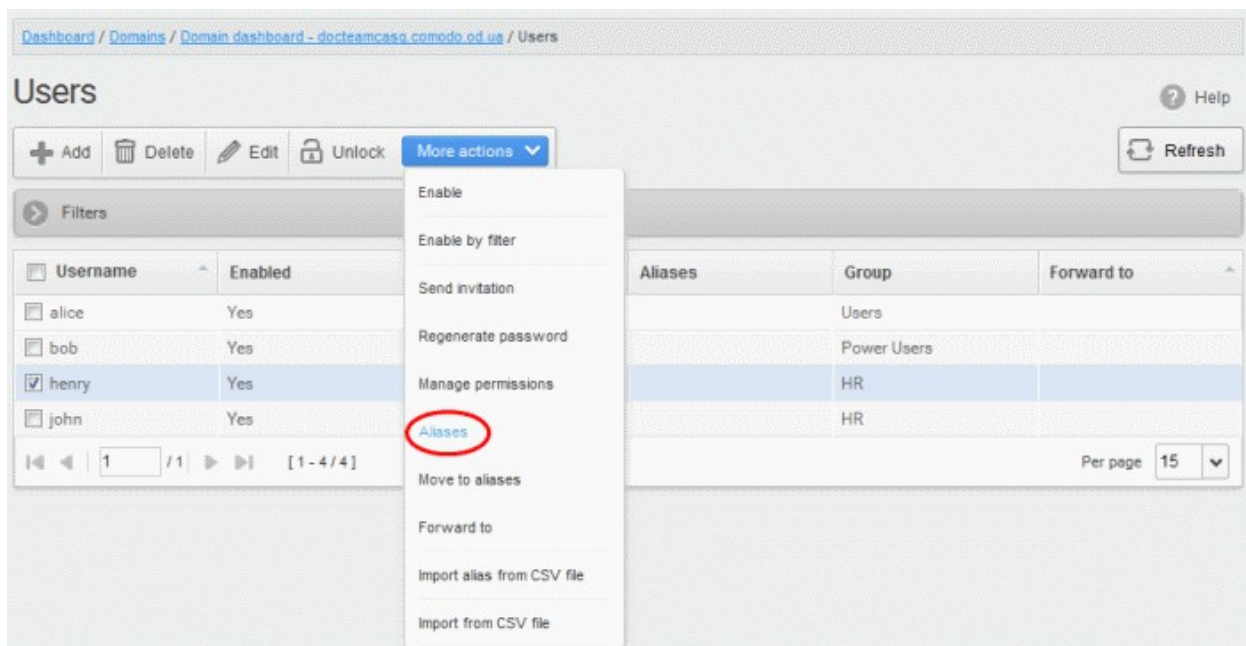 Dashboard / Domains / Domain dashboard - docteamcasg.comodo.od.ua / Users
Users
Help
Add Delete Edit Unlock More actions
Refresh
Enable
Filters
Enable by filter
Username Enabled Aliases Group Forward to
Send invitation
alice Yes Users
Regenerate password
bob Yes Power Users
henry Yes Manage permissions HR
john Yes HR
Aliases
1 /1 [1-4/4] Per page 15
Move to aliases
Forward to
Import alias from CSV file
Import from CSV file